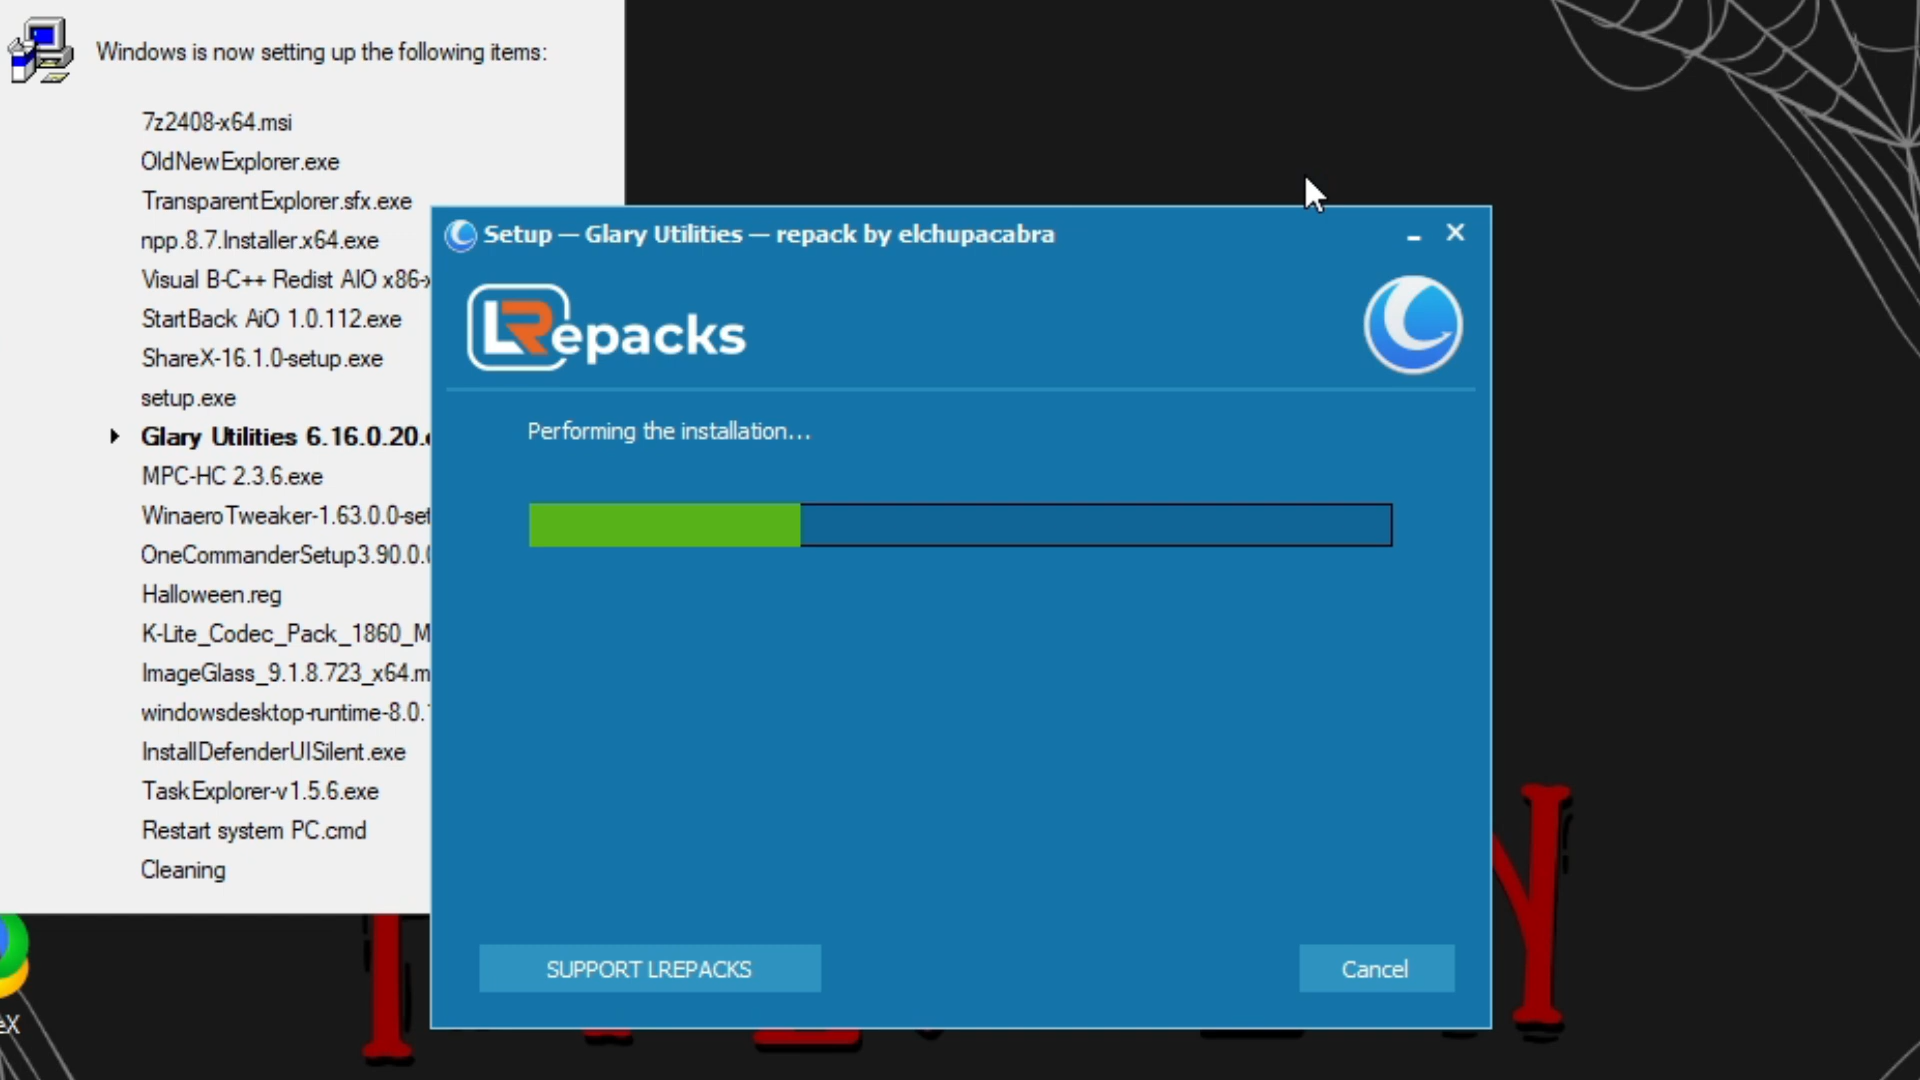 Windows is now setting up the following items:
7z2408-x64.msi
OldNewExplorer.exe
TransparentExplorer.sfx.exe
npp.8.7.Installer.x64.exe
Visual B-C++ Redist AIO x86-
StartBack AiO 1.0.112.exe
ShareX-16.1.0-setup.exe
setup.exe
Glary Utilities 6.16.0.20.
MPC-HC 2.3.6.exe
WinaeroTweaker-1.63.0.0-set
OneCommanderSetup3.90.0.
Halloween.reg
K-Lite_Codec_Pack_1860_M
ImageGlass_9.1.8.723_x64.m
windowsdesktop-runtime-8.0.
InstallDefenderUISilent.exe
TaskExplorer-v1.5.6.exe
Restart system PC.cmd
Cleaning
Setup — Glary Utilities — repack by elchupacabra
LRepacks
Performing the installation...
SUPPORT LREPACKS
Cancel
eX